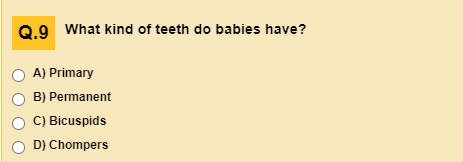 Q.9 What kind of teeth do babies have?
A) Primary
B) Permanent
C) Bicuspids
D) Chompers